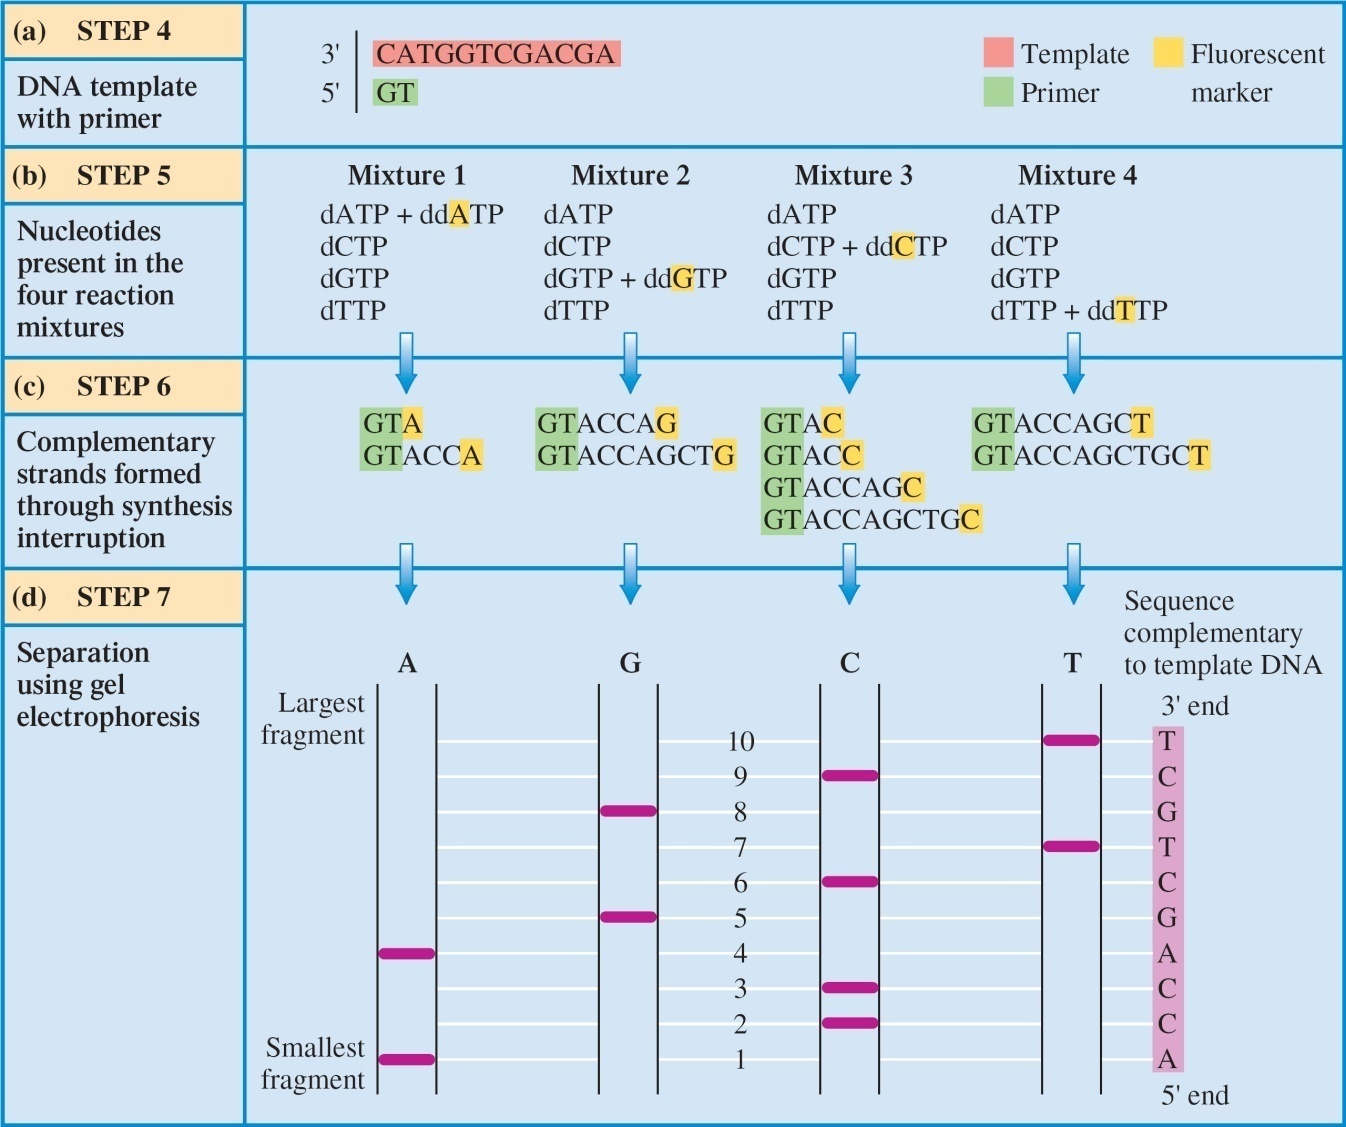 (a) STEP 4
DNA template
with primer
3' CATGGTCGACGA
5' GT
Template
Primer
Fluorescent
marker
(b) STEP 5
Nucleotides
present in the
four reaction
mixtures
Mixture 1
dATP + ddATP
dCTP
dGTP
dTTP
Mixture 2
dATP
dCTP
dGTP + ddGTP
dTTP
Mixture 3
dATP
dCTP + ddCTP
dGTP
dTTP
Mixture 4
dATP
dCTP
dGTP
dTTP + ddTTP
(c) STEP 6
Complementary
strands formed
through synthesis
interruption
GTA
GTACCA
GTACCAG
GTACCAGCTG
GTAC
GTACC
GTACCAGC
GTACCAGCTGC
GTACCAGCT
GTACCAGCTGCT
(d) STEP 7
Separation
using gel
electrophoresis
A G C T
Sequence
complementary
to template DNA
3' end
Largest
fragment
10 T
9 C
8 G
7 T
6 C
5 G
4 A
3 C
2 C
1 A
Smallest
fragment
5' end